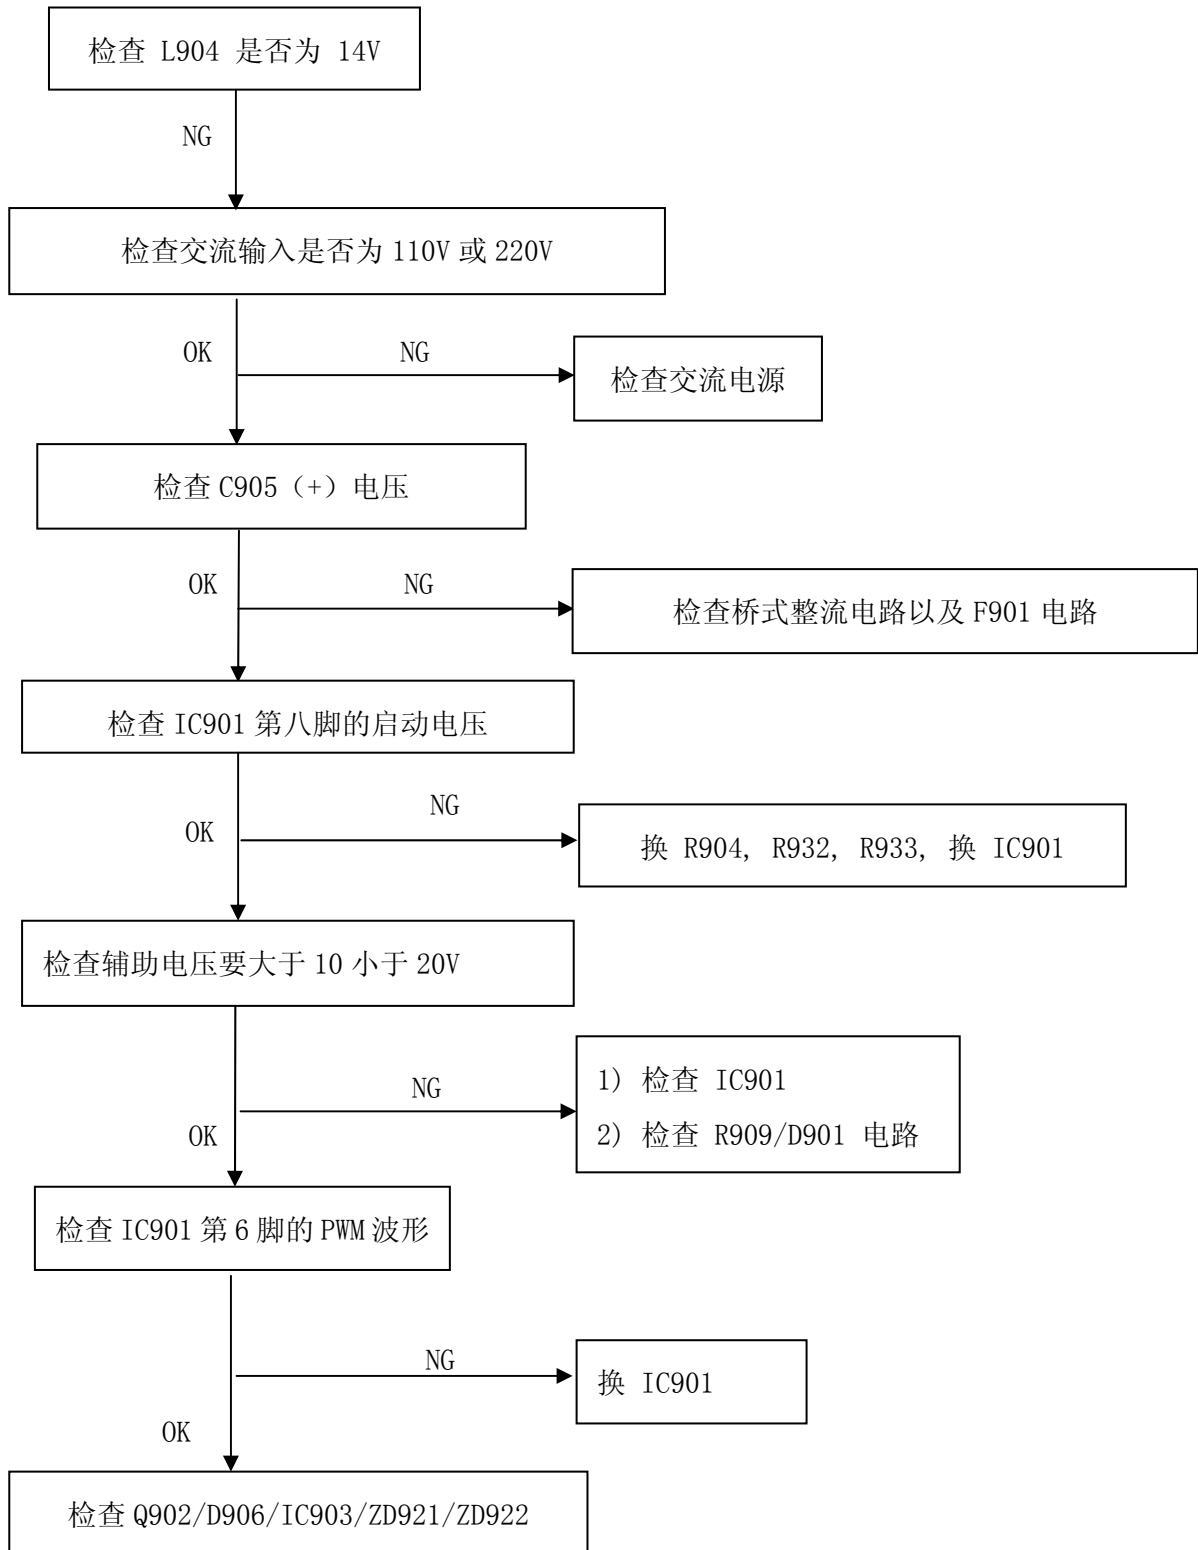 检查 L904 是否为 14V
NG
检查交流输入是否为 110V 或 220V
OK
NG
检查交流电源
检查 C905（+）电压
OK
NG
检查桥式整流电路以及 F901 电路
检查 IC901 第八脚的启动电压
NG
OK
换 R904, R932, R933, 换 IC901
检查辅助电压要大于 10 小于 20V
NG
1) 检查 IC901
2) 检查 R909/D901 电路
OK
检查 IC901 第 6 脚的 PWM 波形
NG
换 IC901
OK
检查 Q902/D906/IC903/ZD921/ZD922